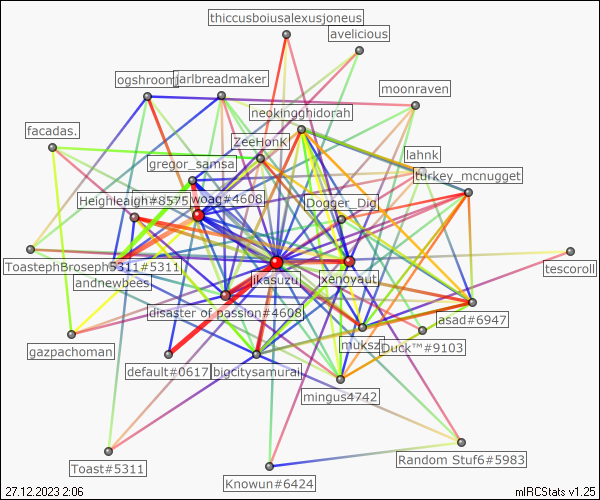 thiccusboiusalexusjoneus
avelicious
ogshroom
jarlbreadmaker
moonraven
neokingghidorah
facadas.
ZeeHonk
lahnk
gregor_samsa
turkey_mcnugget
Heighleigh#8575
woag#4608
Dogger_Dig
ToastephBroseph5311#5311
tescoroll
andnewbees
ikasuzu
xenoyaut
disaster of passion#4608
asad#6947
gazpachoman
muksz
Duck™#9103
default#0617
bigcitysamurai
mingus4742
Toast#5311
Random Stuf6#5983
Knowun#6424
27.12.2023 2:06
mIRCStats v1.25